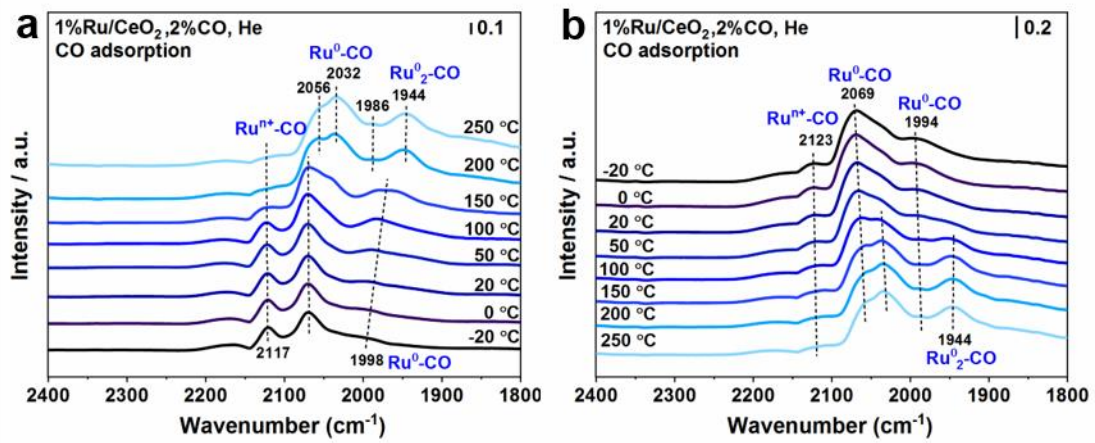 a
1%Ru/CeO₂,2%CO, He
CO adsorption
0.1
Ru⁰-CO
2056 2032
Ru⁰₂-CO
1986 1944
Ruⁿ⁺-CO
250 °C
200 °C
150 °C
100 °C
50 °C
20 °C
0 °C
-20 °C
2117
1998 Ru⁰-CO
Intensity / a.u.
2400 2300 2200 2100 2000 1900 1800
Wavenumber (cm⁻¹)
b
1%Ru/CeO₂,2%CO, He
CO adsorption
0.2
Ru⁰-CO
2069
Ru⁰-CO
1994
Ruⁿ⁺-CO
2123
-20 °C
0 °C
20 °C
50 °C
100 °C
150 °C
200 °C
250 °C
1944
Ru⁰₂-CO
Intensity / a.u.
2400 2300 2200 2100 2000 1900 1800
Wavenumber (cm⁻¹)